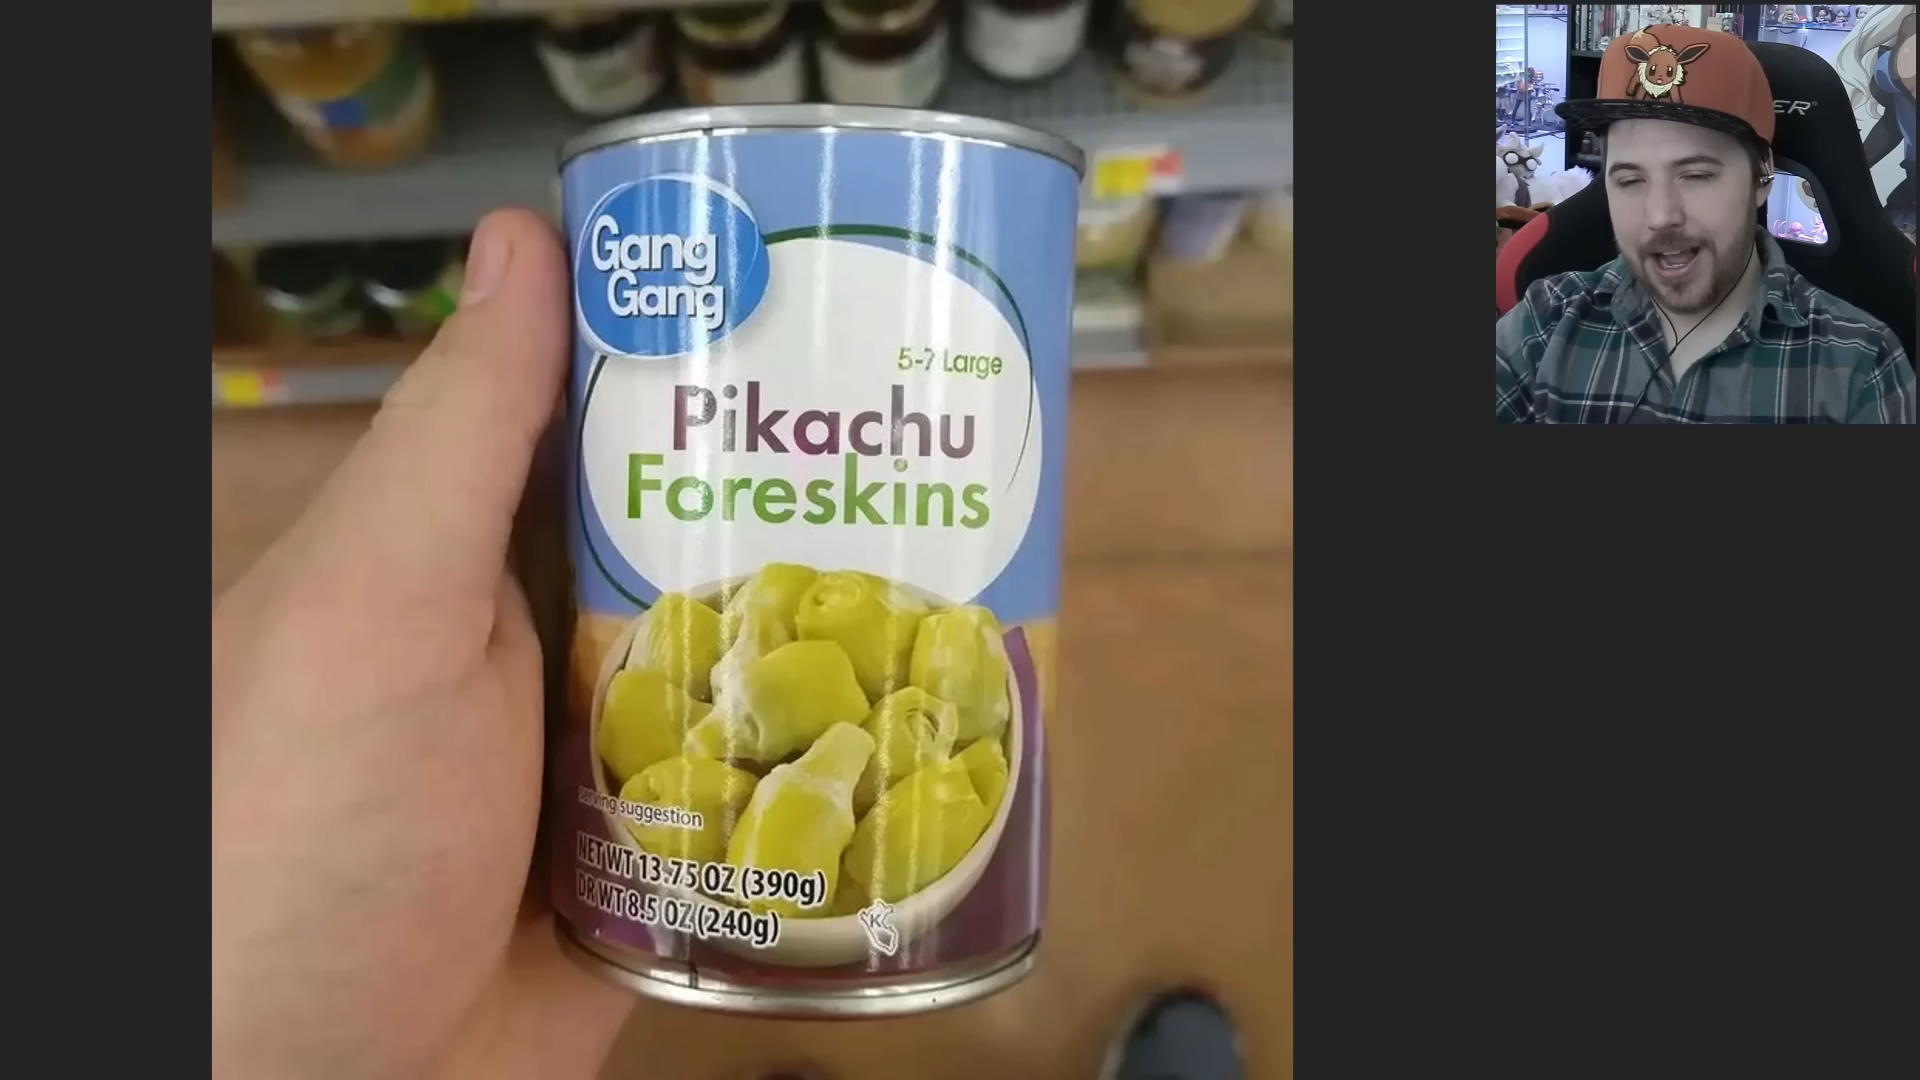 Gang
Gang
5-7 Large
Pikachu
Foreskins
serving suggestion
NET WT 13.75 OZ (390g)
DR WT 8.5 OZ (240g)
K
ER